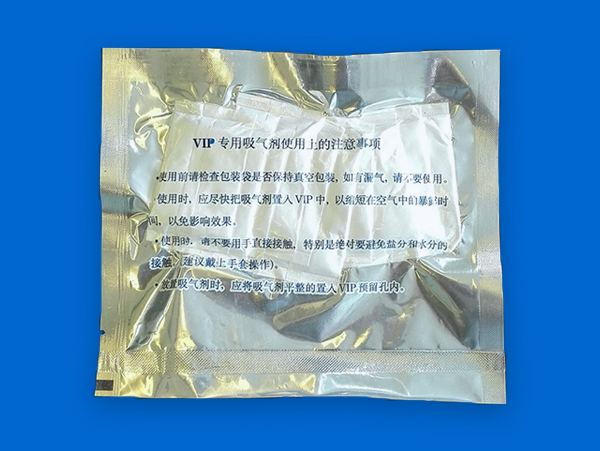 VIP专用吸气剂使用上的注意事项
·使用前请检查包装袋是否保持真空包装，如有漏气，请不要使用。
·使用时，应尽快把吸气剂置入VIP中，以缩短在空气中的暴露时
间，以免影响效果。
·使用时，请不要用手直接接触，特别是绝对要避免盐分和水分的
接触。(建议戴上手套操作)。
·放置吸气剂时，应将吸气剂平整的置入VIP预留孔内。